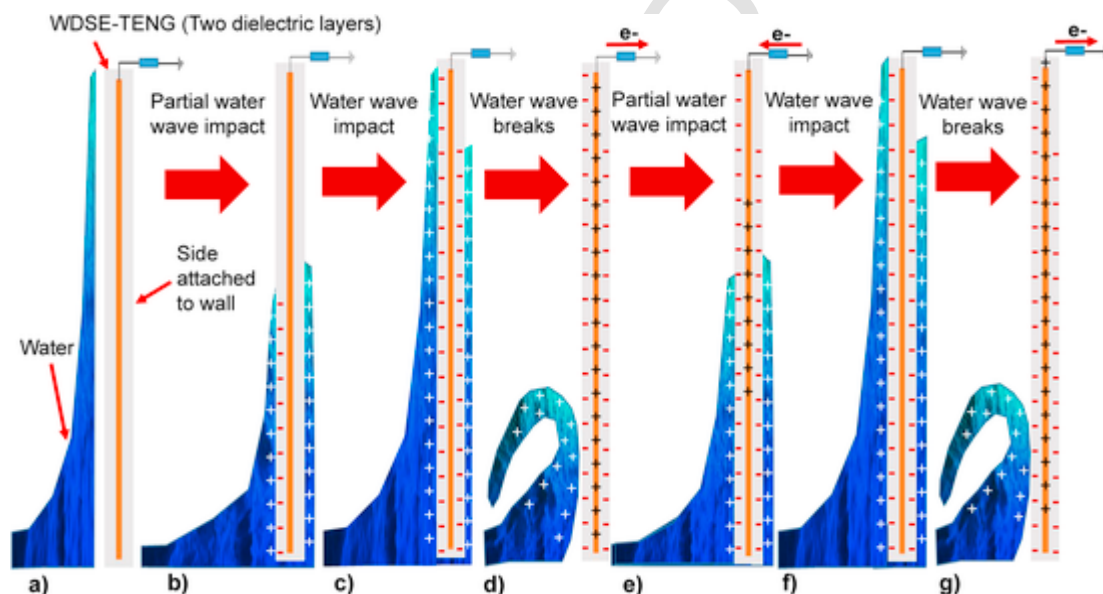 WDSE-TENG (Two dielectric layers)
e-
e-
e-
Partial water
wave impact
Water wave
impact
Water wave
breaks
Partial water
wave impact
Water wave
impact
Water wave
breaks
Side
attached
to wall
Water
a)
b)
c)
d)
e)
f)
g)